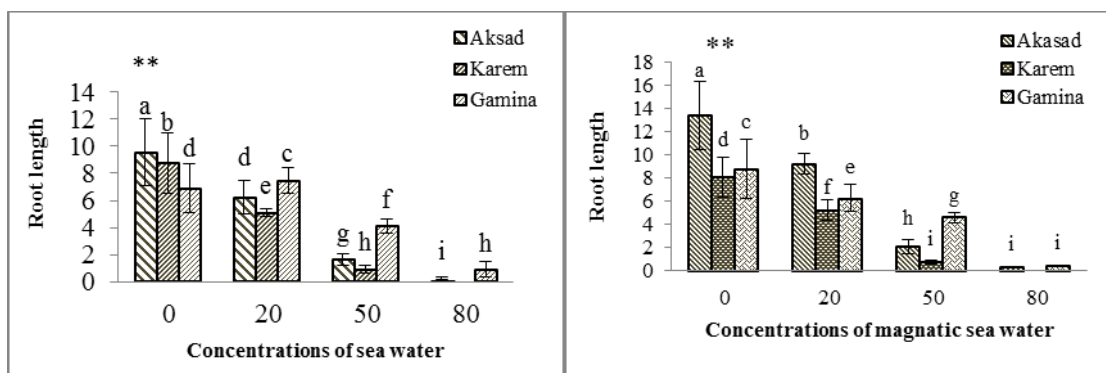 Aksad
Karem
Gamina
**
14
12
10
8
6
4
2
0
Root length
a
b
d
d
e
c
g
h
f
i
h
0
20
50
80
Concentrations of sea water
Akasad
Karem
Gamina
**
18
16
14
12
10
8
6
4
2
0
Root length
a
d
c
b
f
e
h
i
g
i
i
0
20
50
80
Concentrations of magnatic sea water